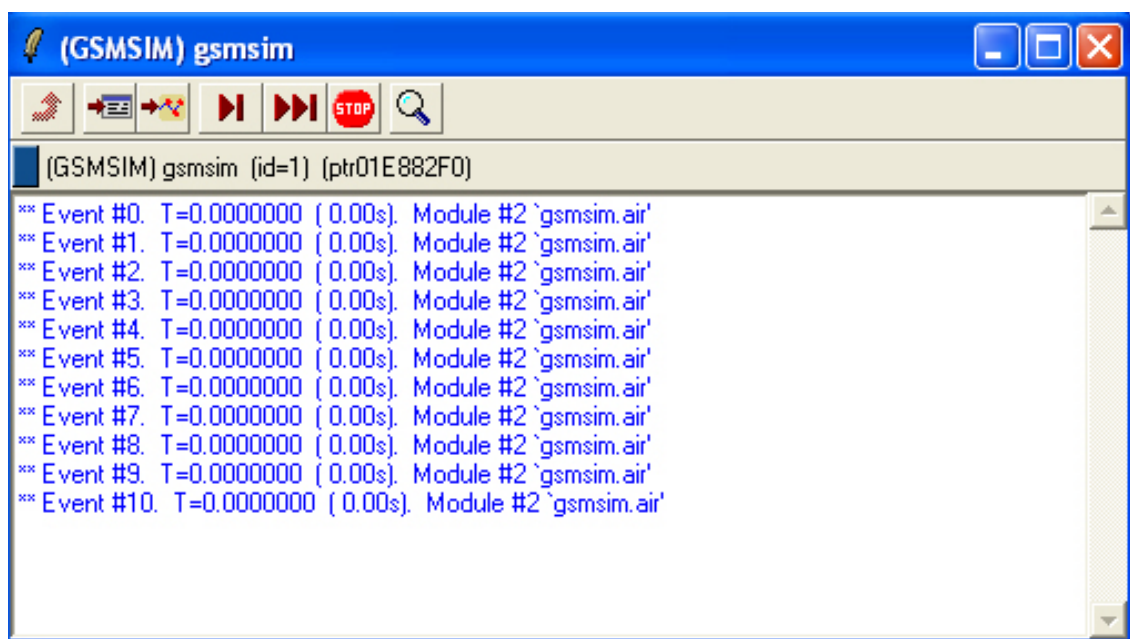 (GSMSIM) gsmsim
STOP
(GSMSIM) gsmsim (id=1) (ptr01E882F0)
** Event #0. T=0.0000000 ( 0.00s). Module #2 `gsmsim.air'
** Event #1. T=0.0000000 ( 0.00s). Module #2 `gsmsim.air'
** Event #2. T=0.0000000 ( 0.00s). Module #2 `gsmsim.air'
** Event #3. T=0.0000000 ( 0.00s). Module #2 `gsmsim.air'
** Event #4. T=0.0000000 ( 0.00s). Module #2 `gsmsim.air'
** Event #5. T=0.0000000 ( 0.00s). Module #2 `gsmsim.air'
** Event #6. T=0.0000000 ( 0.00s). Module #2 `gsmsim.air'
** Event #7. T=0.0000000 ( 0.00s). Module #2 `gsmsim.air'
** Event #8. T=0.0000000 ( 0.00s). Module #2 `gsmsim.air'
** Event #9. T=0.0000000 ( 0.00s). Module #2 `gsmsim.air'
** Event #10. T=0.0000000 ( 0.00s). Module #2 `gsmsim.air'